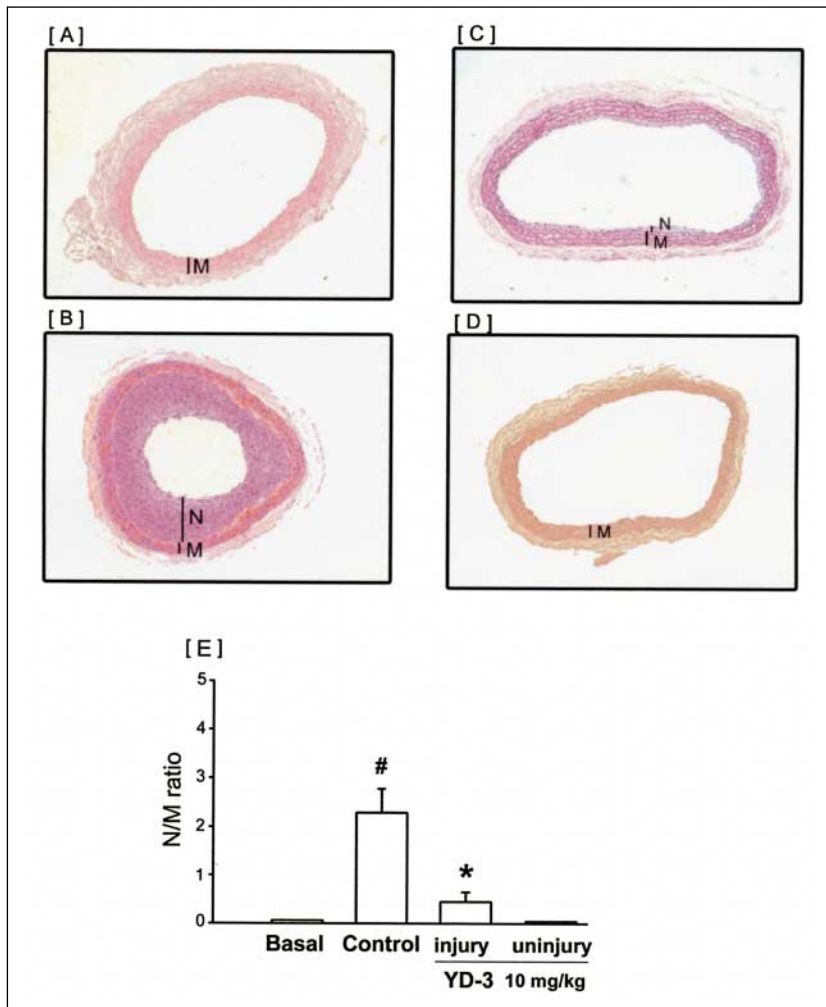 [ A ]
M
[ B ]
N
M
[ C ]
N
M
[ D ]
M
[ E ]
N/M ratio
5
4
3
2
1
0
#
*
Basal Control injury uninjury
YD-3 10 mg/kg